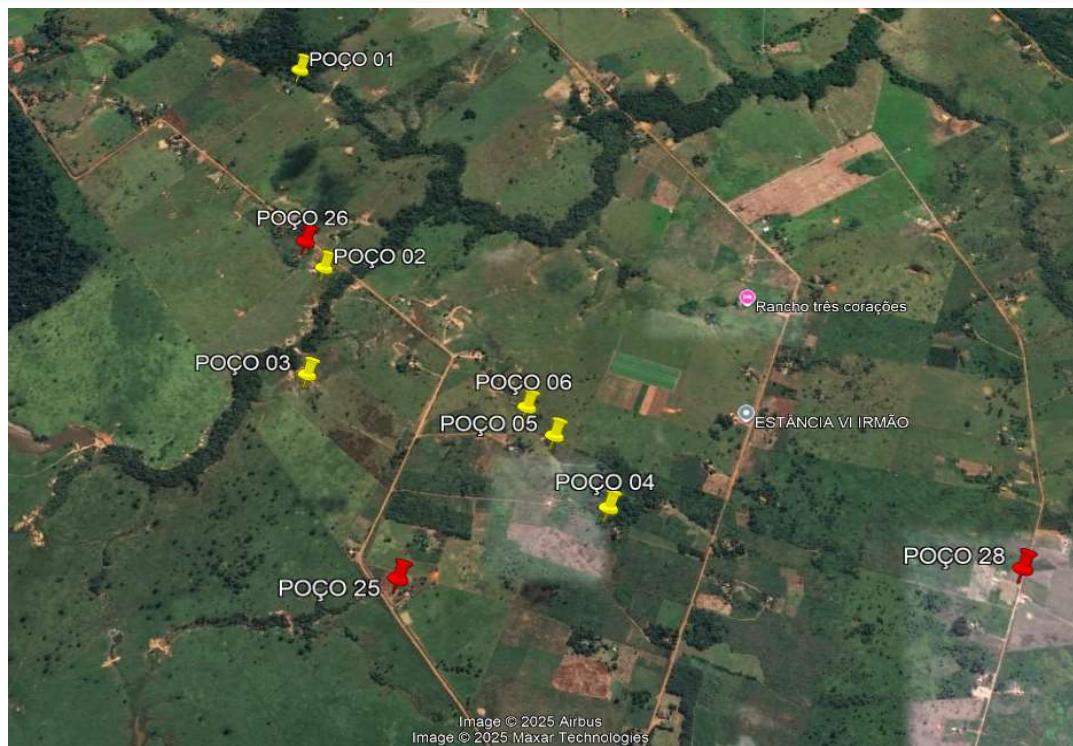 POÇO 01
POÇO 26
POÇO 02
Rancho três corações
POÇO 03
POÇO 06
POÇO 05
ESTÂNCIA VI IRMÃO
POÇO 04
POÇO 28
POÇO 25
Image © 2025 Airbus
Image © 2025 Maxar Technologies